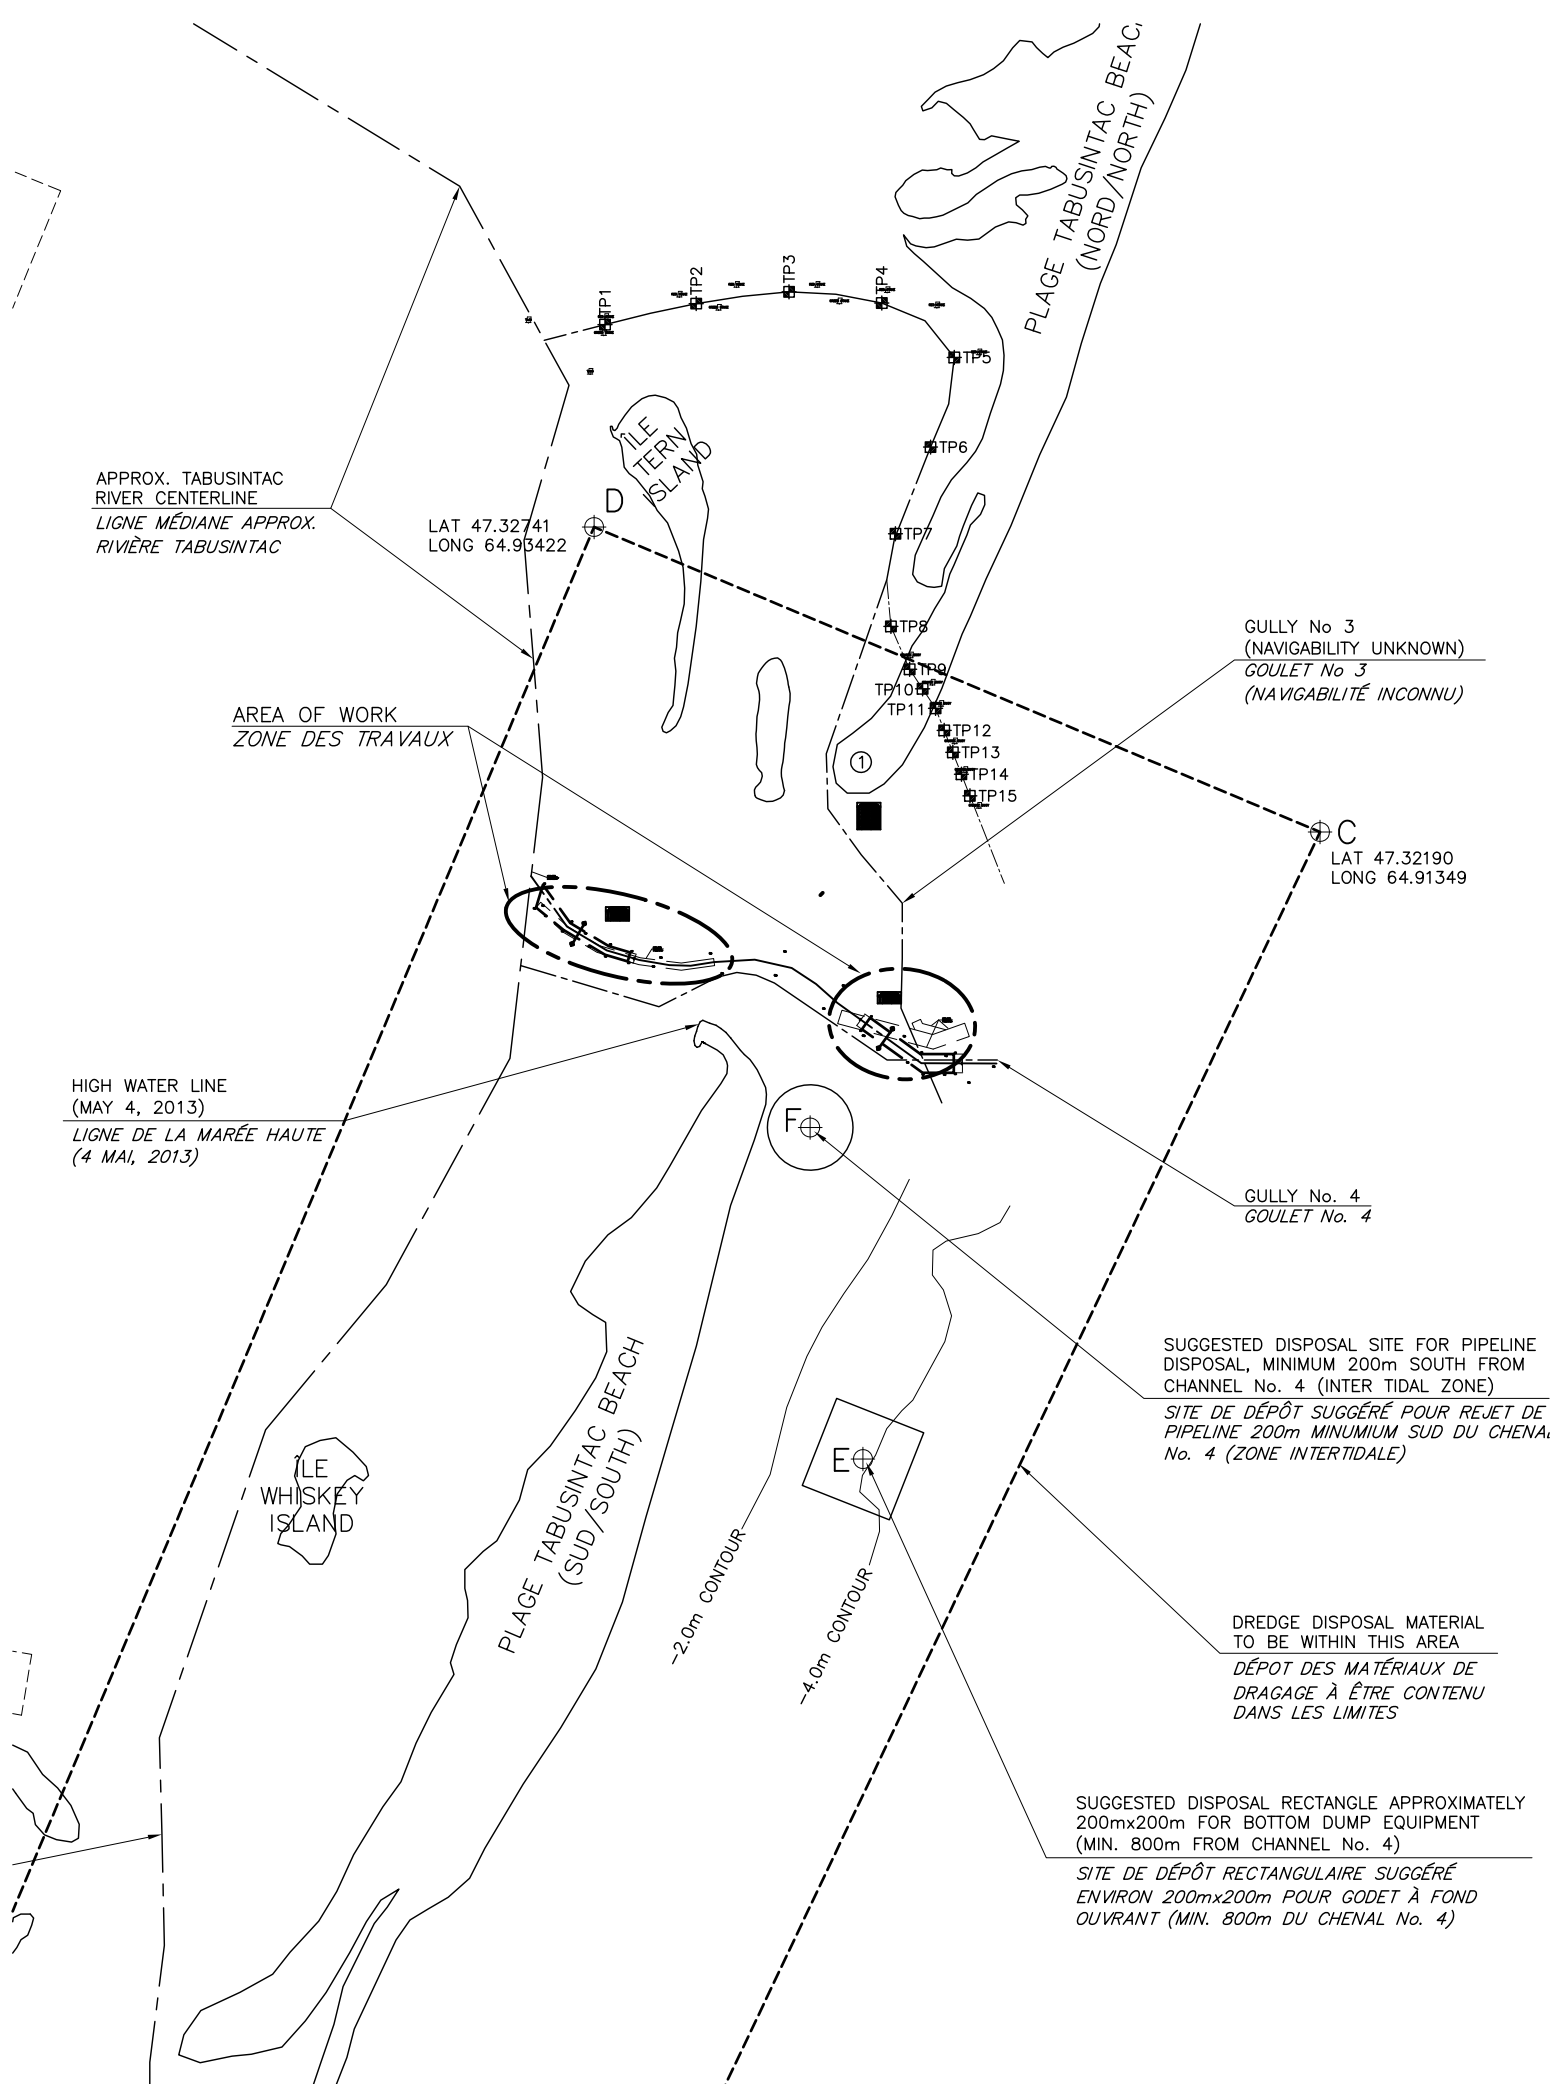 PLAGE TABUSINTAC BEACH
(NORD/NORTH)
TP1
TP2
TP3
TP4
TP5
TP6
TP7
TP8
TP9
TP10
TP11
TP12
TP13
TP14
TP15
ÎLE
TERN
ISLAND
APPROX. TABUSINTAC
RIVER CENTERLINE
LIGNE MÉDIANE APPROX.
RIVIÈRE TABUSINTAC
D
LAT 47.32741
LONG 64.93422
GULLY No 3
(NAVIGABILITY UNKNOWN)
GOULET No 3
(NAVIGABILITÉ INCONNU)
AREA OF WORK
ZONE DES TRAVAUX
1
C
LAT 47.32190
LONG 64.91349
HIGH WATER LINE
(MAY 4, 2013)
LIGNE DE LA MARÉE HAUTE
(4 MAI, 2013)
F
GULLY No. 4
GOULET No. 4
SUGGESTED DISPOSAL SITE FOR PIPELINE
DISPOSAL, MINIMUM 200m SOUTH FROM
CHANNEL No. 4 (INTER TIDAL ZONE)
SITE DE DÉPÔT SUGGÉRÉ POUR REJET DE
PIPELINE 200m MINUMIUM SUD DU CHENAL
No. 4 (ZONE INTERTIDALE)
PLAGE TABUSINTAC BEACH
(SUD/SOUTH)
E
ÎLE
WHISKEY
ISLAND
-2.0m CONTOUR
-4.0m CONTOUR
DREDGE DISPOSAL MATERIAL
TO BE WITHIN THIS AREA
DÉPOT DES MATÉRIAUX DE
DRAGAGE À ÊTRE CONTENU
DANS LES LIMITES
SUGGESTED DISPOSAL RECTANGLE APPROXIMATELY
200mx200m FOR BOTTOM DUMP EQUIPMENT
(MIN. 800m FROM CHANNEL No. 4)
SITE DE DÉPÔT RECTANGULAIRE SUGGÉRÉ
ENVIRON 200mx200m POUR GODET À FOND
OUVRANT (MIN. 800m DU CHENAL No. 4)